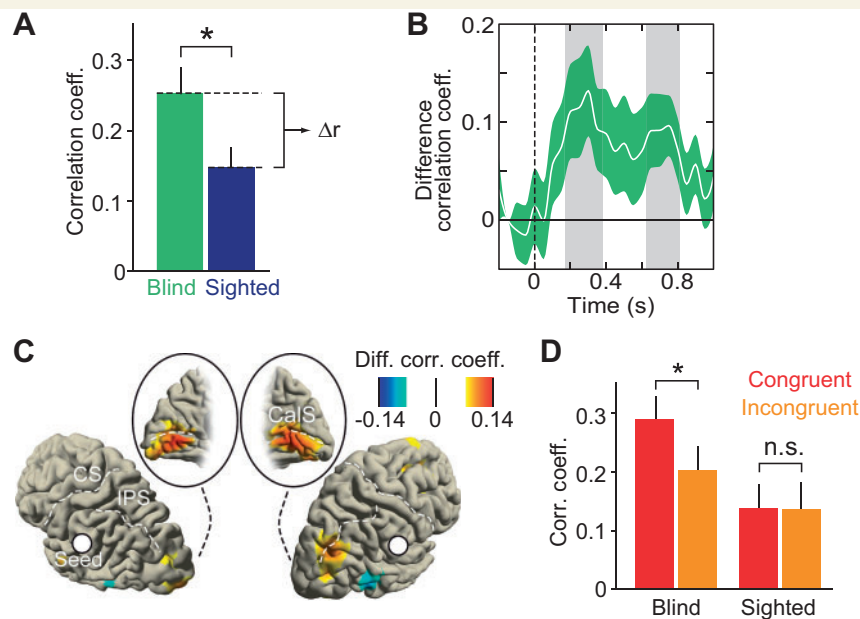 A
Correlation coeff.
0.3
0.2
0.1
0
*
Δr
Blind Sighted
B
Difference
correlation coeff.
0.2
0.1
0
0 0.4 0.8
Time (s)
C
Diff. corr. coeff.
-0.14 0 0.14
CalS
CS
IPS
Seed
D
Congruent
Incongruent
Corr. coeff.
0.3
0.2
0.1
0
*
n.s.
Blind Sighted